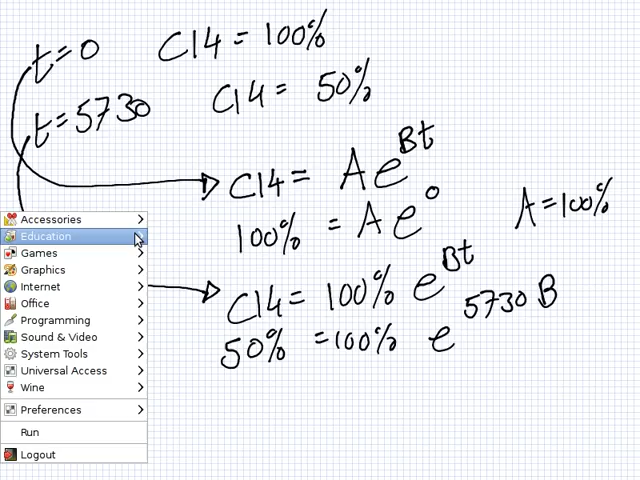 t=0 C14 = 100%
t=5730 C14 = 50%
C14 = Ae^Bt
100% = Ae^0 A=100%
C14 = 100% e^Bt
50% =100% e^5730 B
Accessories
Education
Games
Graphics
Internet
Office
Programming
Sound & Video
System Tools
Universal Access
Wine
Preferences
Run
Logout